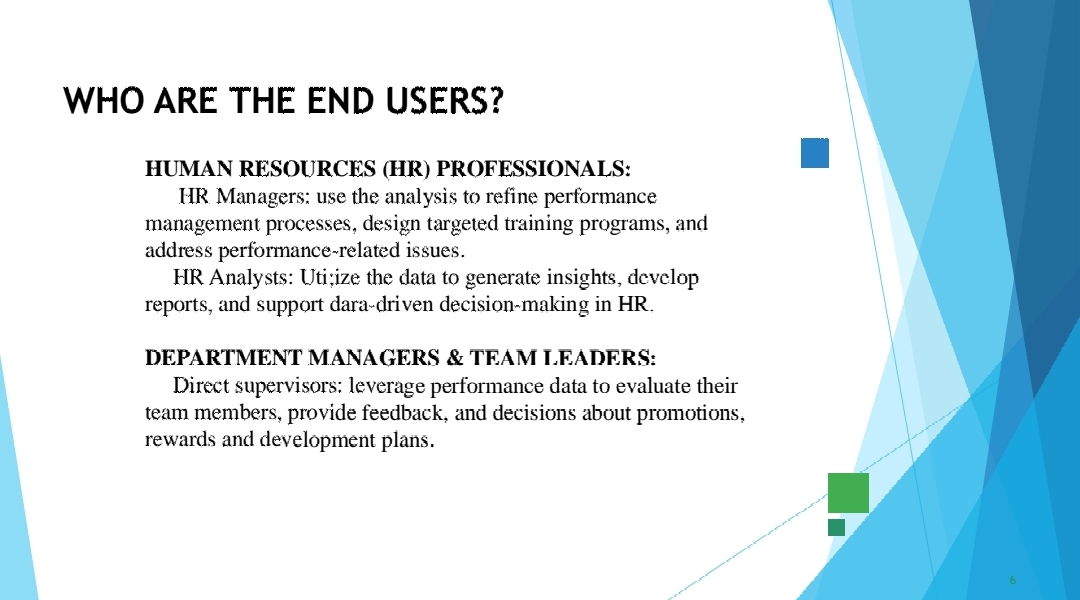 WHO ARE THE END USERS?
HUMAN RESOURCES (HR) PROFESSIONALS:
HR Managers: use the analysis to refine performance
management processes, design targeted training programs, and
address performance-related issues.
HR Analysts: Uti;ize the data to generate insights, develop
reports, and support dara-driven decision-making in HR.
DEPARTMENT MANAGERS & TEAM LEADERS:
Direct supervisors: leverage performance data to evaluate their
team members, provide feedback, and decisions about promotions,
rewards and development plans.
6